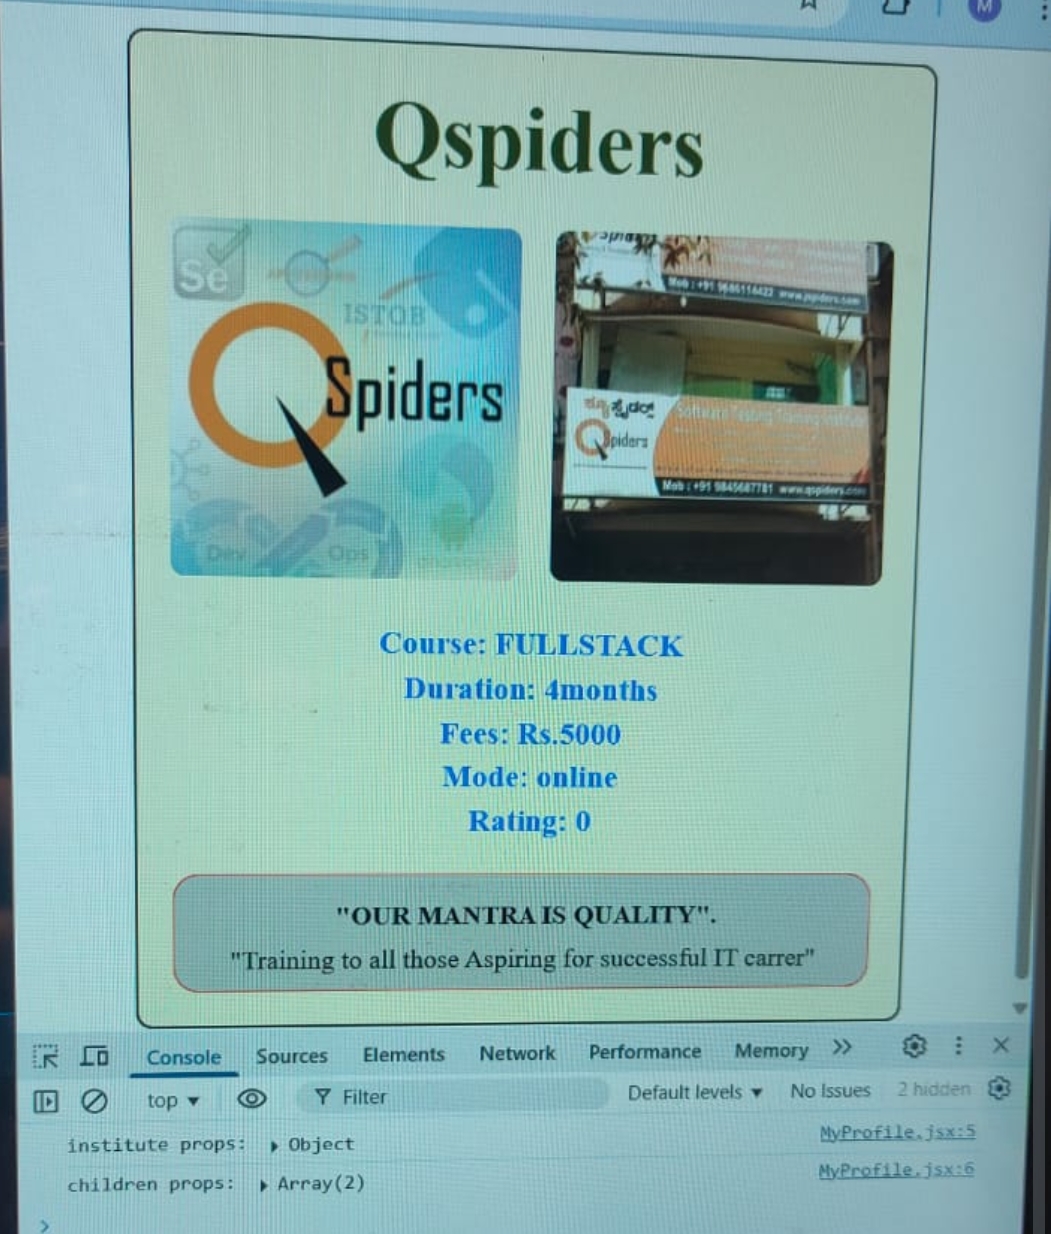 M
Qspiders
Se
ISTQB
Spiders
Dev Ops
Mob : +91 9686114422 www.jspiders.com
ಕ್ಯೂ ಸ್ಪೈಡರ್ಸ್
Software Testing Training Institute
Spiders
Mob : +91 9845687781 www.qspiders.com
Course: FULLSTACK
Duration: 4months
Fees: Rs.5000
Mode: online
Rating: 0
"OUR MANTRA IS QUALITY".
"Training to all those Aspiring for successful IT carrer"
Console Sources Elements Network Performance Memory
top Filter Default levels No Issues 2 hidden
institute props: Object MyProfile.jsx:5
children props: Array(2) MyProfile.jsx:6